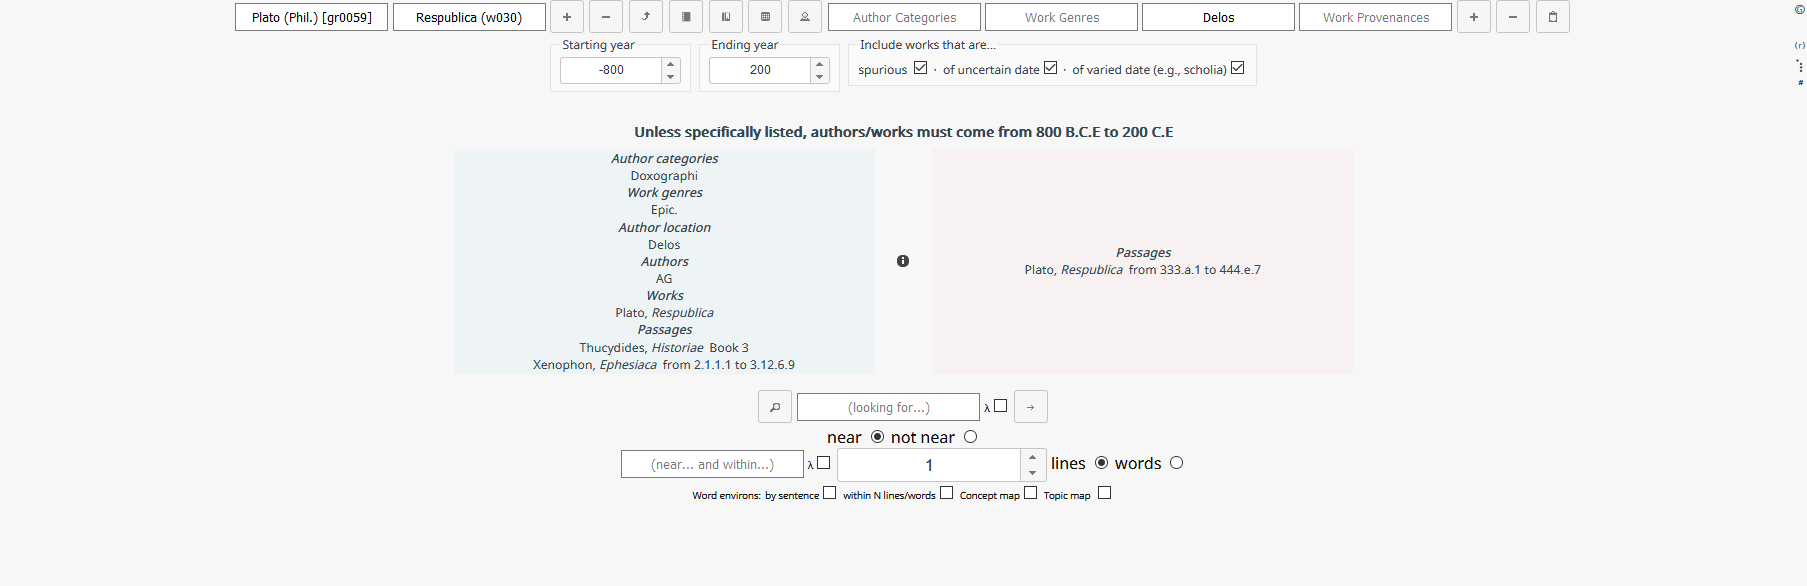 Plato (Phil.) [gr0059] Respublica (w030) + − Author Categories Work Genres Delos Work Provenances + −
Starting year Ending year Include works that are...
-800 200 spurious · of uncertain date · of varied date (e.g., scholia)
(r)
#
Unless specifically listed, authors/works must come from 800 B.C.E to 200 C.E
Author categories
Doxographi
Work genres
Epic.
Author location
Delos
Authors
AG
Works
Plato, Respublica
Passages
Thucydides, Historiae Book 3
Xenophon, Ephesiaca from 2.1.1.1 to 3.12.6.9
Passages
Plato, Respublica from 333.a.1 to 444.e.7
(looking for...) λ →
near not near
(near... and within...) λ 1 lines words
Word environs: by sentence within N lines/words Concept map Topic map